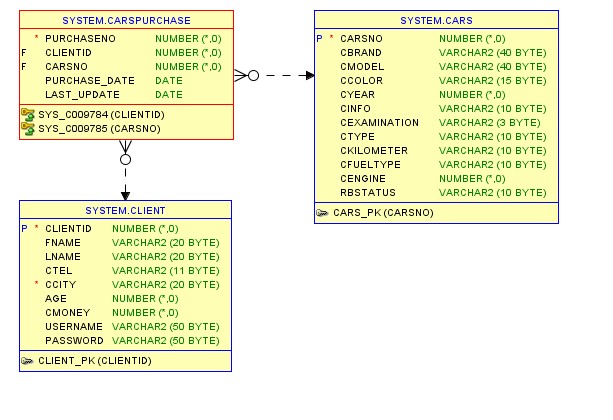 SYSTEM.CARSPURCHASE
* PURCHASENO NUMBER (*,0)
F CLIENTID NUMBER (*,0)
F CARSNO NUMBER (*,0)
PURCHASE_DATE DATE
LAST_UPDATE DATE
SYS_C009784 (CLIENTID)
SYS_C009785 (CARSNO)
SYSTEM.CARS
P * CARSNO NUMBER (*,0)
CBRAND VARCHAR2 (40 BYTE)
CMODEL VARCHAR2 (40 BYTE)
CCOLOR VARCHAR2 (15 BYTE)
CYEAR NUMBER (*,0)
CINFO VARCHAR2 (10 BYTE)
CEXAMINATION VARCHAR2 (3 BYTE)
CTYPE VARCHAR2 (10 BYTE)
CKILOMETER VARCHAR2 (10 BYTE)
CFUELTYPE VARCHAR2 (10 BYTE)
CENGINE NUMBER (*,0)
RBSTATUS VARCHAR2 (10 BYTE)
CARS_PK (CARSNO)
SYSTEM.CLIENT
P * CLIENTID NUMBER (*,0)
FNAME VARCHAR2 (20 BYTE)
LNAME VARCHAR2 (20 BYTE)
CTEL VARCHAR2 (11 BYTE)
* CCITY VARCHAR2 (20 BYTE)
AGE NUMBER (*,0)
CMONEY NUMBER (*,0)
USERNAME VARCHAR2 (50 BYTE)
PASSWORD VARCHAR2 (50 BYTE)
CLIENT_PK (CLIENTID)